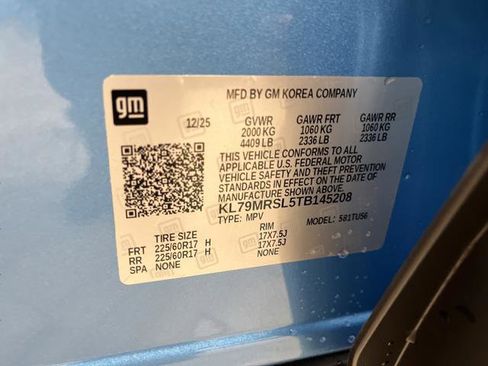 gm
MFD BY GM KOREA COMPANY
12/25 GVWR GAWR FRT GAWR RR
2000 KG 1060 KG 1060 KG
4409 LB 2336 LB 2336 LB
THIS VEHICLE CONFORMS TO ALL
APPLICABLE U.S. FEDERAL MOTOR
VEHICLE SAFETY AND THEFT PREVENTION
STANDARDS IN EFFECT ON THE DATE OF
MANUFACTURE SHOWN ABOVE.
KL79MRSL5TB145208
TYPE: MPV MODEL: 581TU56
TIRE SIZE RIM
FRT 225/60R17 H 17X7.5J
RR 225/60R17 H 17X7.5J
SPA NONE NONE